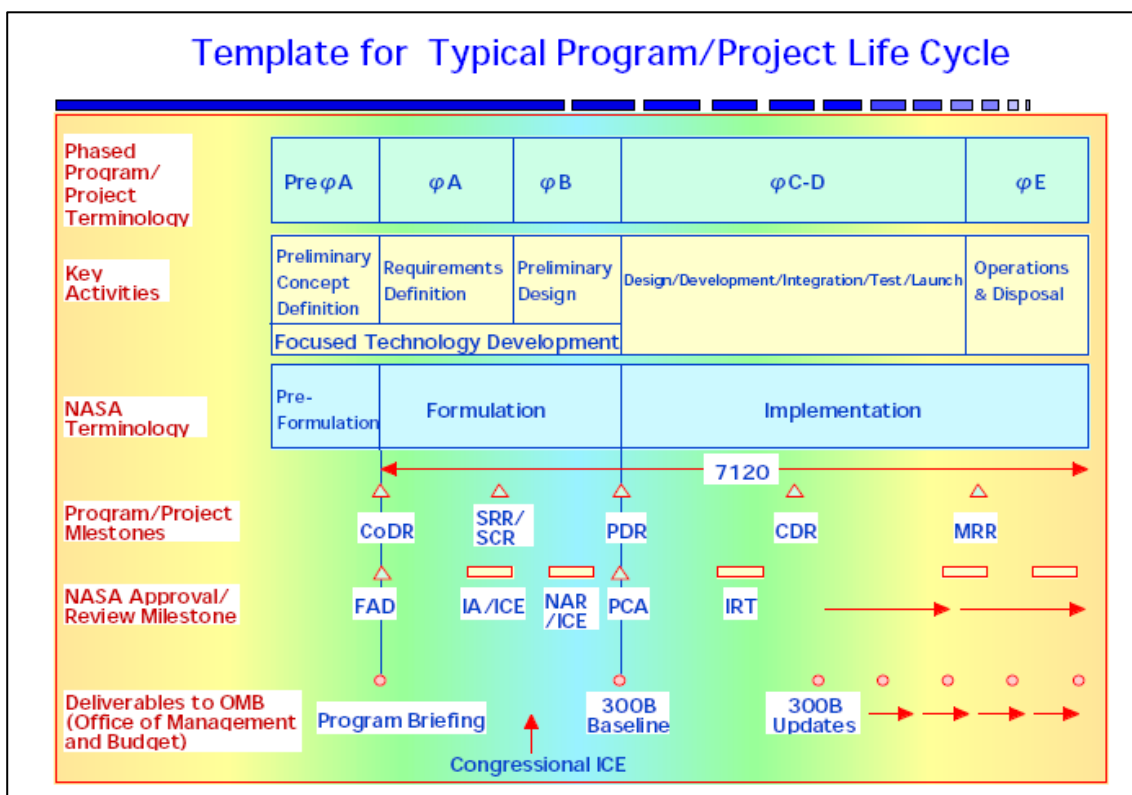 Template for Typical Program/Project Life Cycle
Phased
Program/
Project
Terminology
Pre φA
φA
φB
φC-D
φE
Key
Activities
Preliminary
Concept
Definition
Requirements
Definition
Preliminary
Design
Design/Development/Integration/Test/Launch
Operations
& Disposal
Focused Technology Development
NASA
Terminology
Pre-
Formulation
Formulation
Implementation
7120
Program/Project
Milestones
CoDR
SRR/
SCR
PDR
CDR
MRR
NASA Approval/
Review Milestone
FAD
IA/ICE
NAR
/ICE
PCA
IRT
Deliverables to OMB
(Office of Management
and Budget)
Program Briefing
300B
Baseline
300B
Updates
Congressional ICE